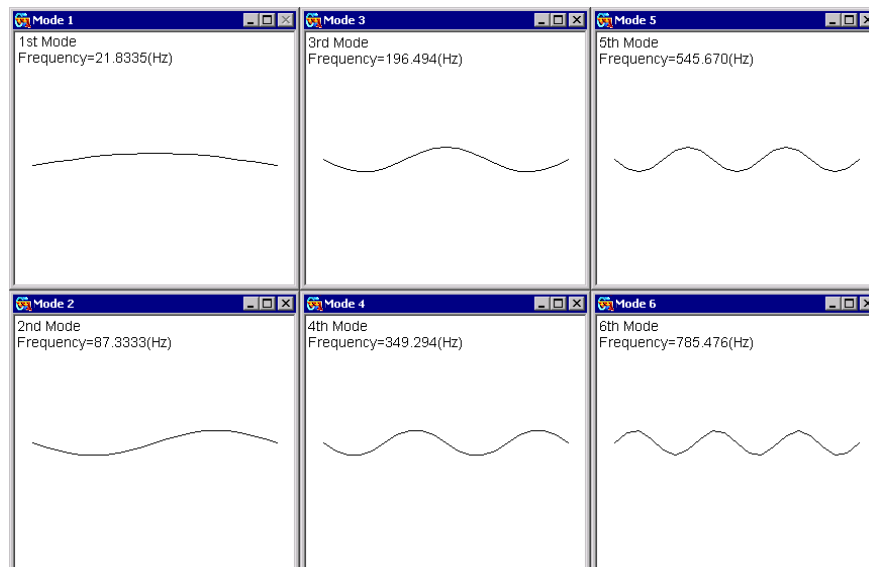 Mode 1
1st Mode
Frequency=21.8335(Hz)
Mode 3
3rd Mode
Frequency=196.494(Hz)
Mode 5
5th Mode
Frequency=545.670(Hz)
Mode 2
2nd Mode
Frequency=87.3333(Hz)
Mode 4
4th Mode
Frequency=349.294(Hz)
Mode 6
6th Mode
Frequency=785.476(Hz)